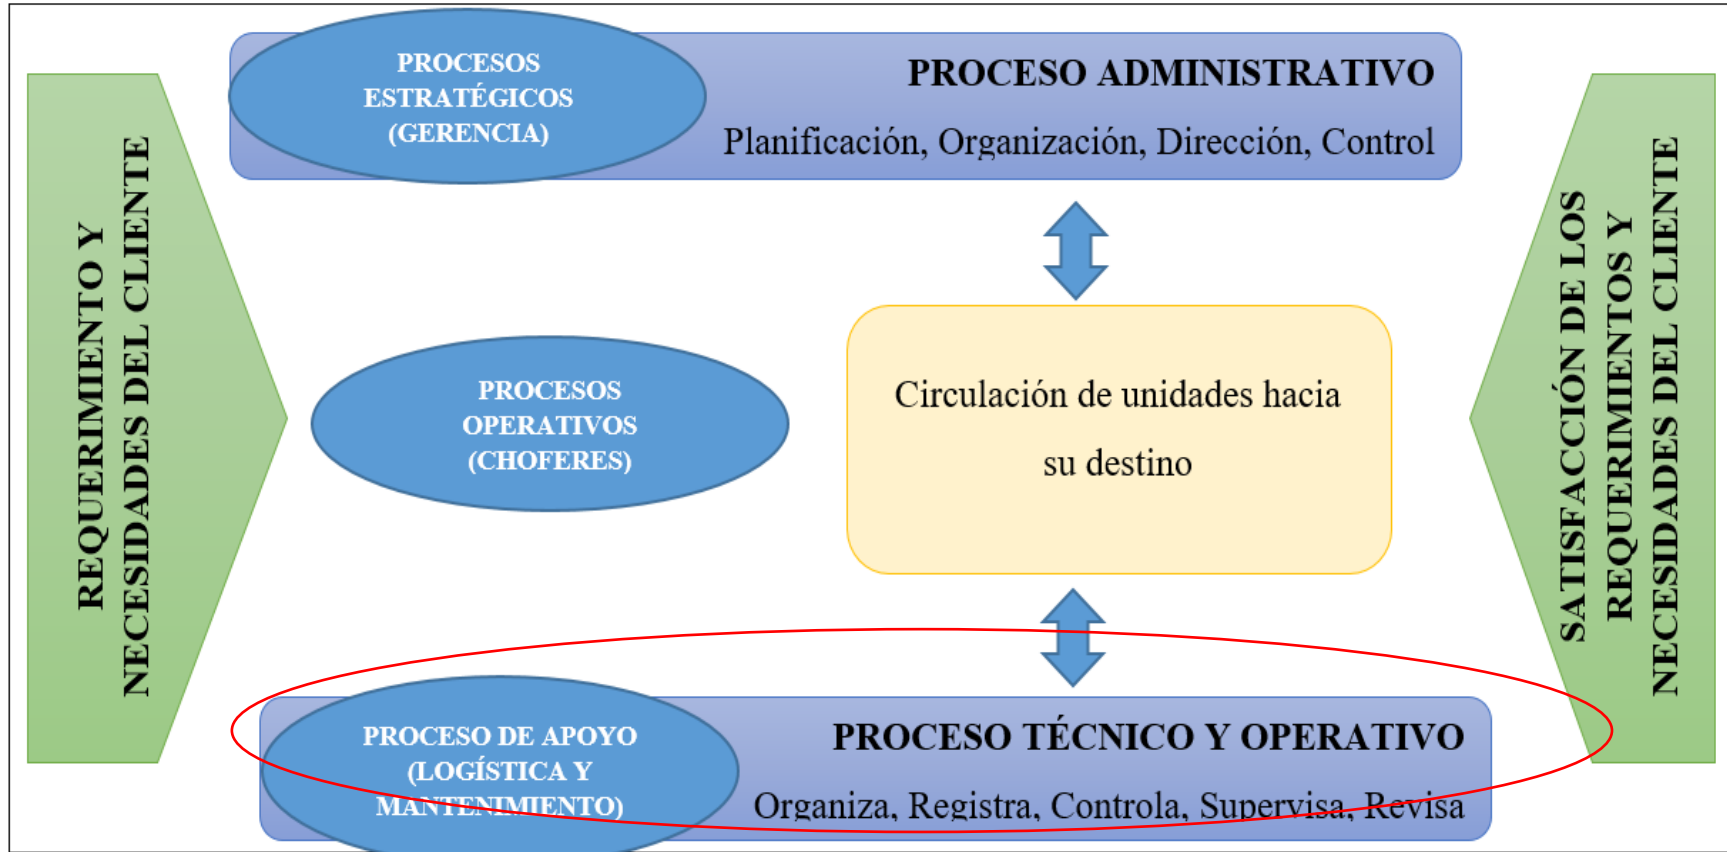 REQUERIMIENTO Y
NECESIDADES DEL CLIENTE
PROCESOS
ESTRATÉGICOS
(GERENCIA)
PROCESO ADMINISTRATIVO
Planificación, Organización, Dirección, Control
PROCESOS
OPERATIVOS
(CHOFERES)
Circulación de unidades hacia
su destino
PROCESO DE APOYO
(LOGÍSTICA Y
MANTENIMIENTO)
PROCESO TÉCNICO Y OPERATIVO
Organiza, Registra, Controla, Supervisa, Revisa
SATISFACCIÓN DE LOS
REQUERIMIENTOS Y
NECESIDADES DEL CLIENTE